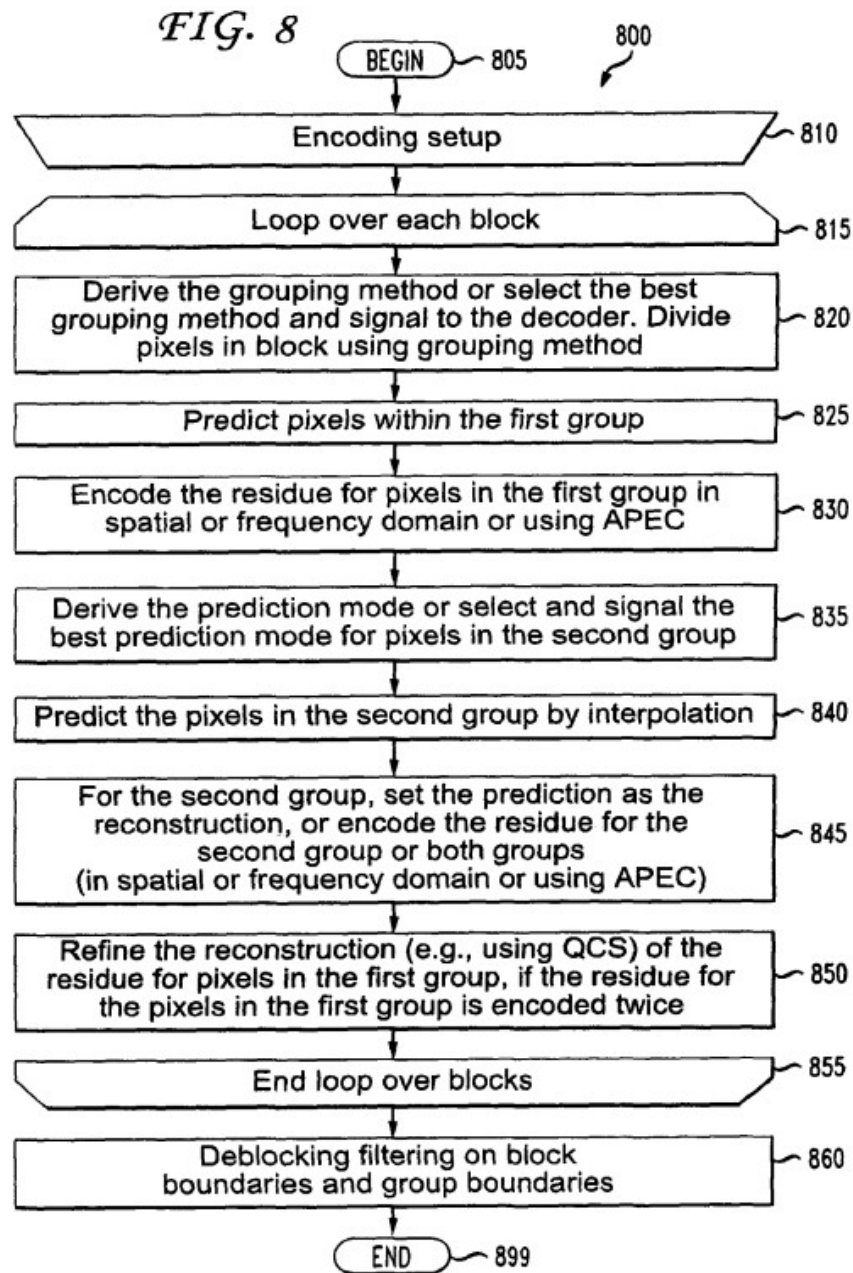 FIG. 8
800
BEGIN 805
Encoding setup 810
Loop over each block 815
Derive the grouping method or select the best
grouping method and signal to the decoder. Divide
pixels in block using grouping method
820
Predict pixels within the first group 825
Encode the residue for pixels in the first group in
spatial or frequency domain or using APEC
830
Derive the prediction mode or select and signal the
best prediction mode for pixels in the second group
835
Predict the pixels in the second group by interpolation 840
For the second group, set the prediction as the
reconstruction, or encode the residue for the
second group or both groups
(in spatial or frequency domain or using APEC)
845
Refine the reconstruction (e.g., using QCS) of the
residue for pixels in the first group, if the residue for
the pixels in the first group is encoded twice
850
End loop over blocks 855
Deblocking filtering on block
boundaries and group boundaries
860
END 899